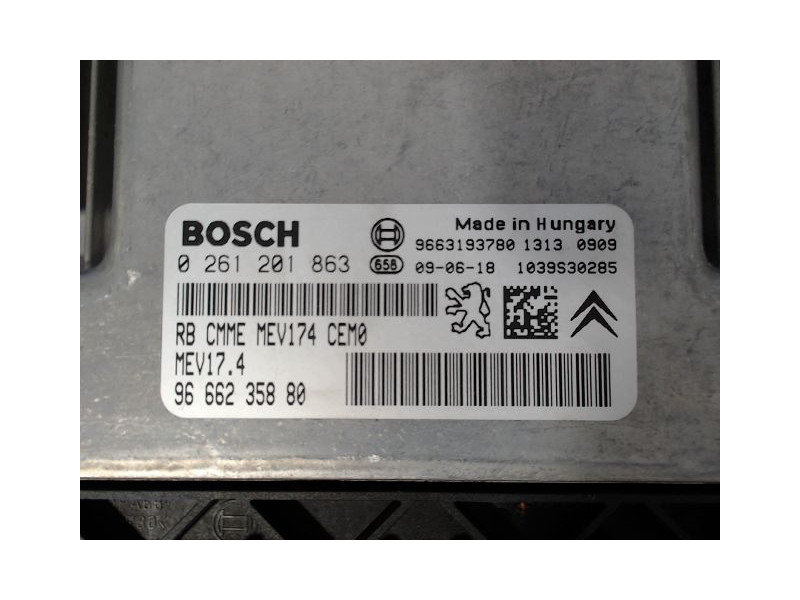 BOSCH
Made in Hungary
9663193780 1313 0909
0 261 201 863
658 09-06-18 1039S30285
RB CMME MEV174 CEM0
MEV17.4
96 662 358 80